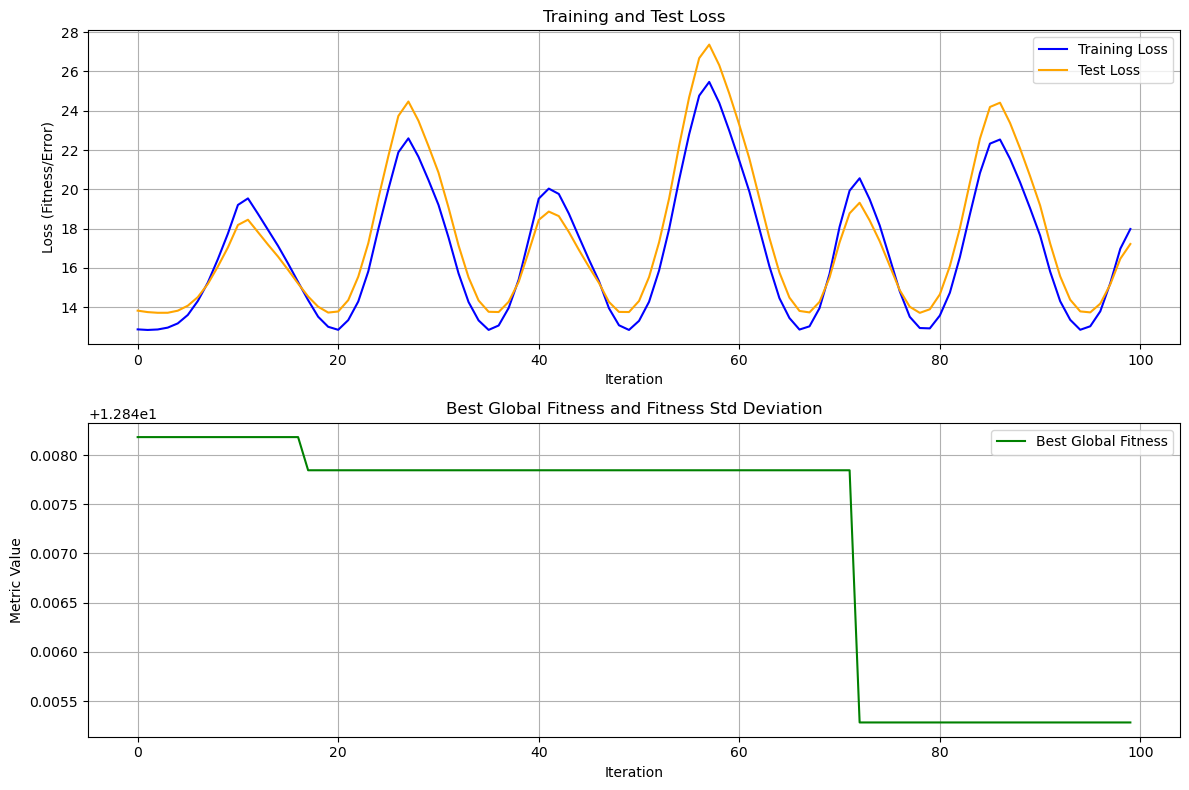 Training and Test Loss
Loss (Fitness/Error)
28
26
24
22
20
18
16
14
Training Loss
Test Loss
0
20
40
60
80
100
Iteration
+1.284e1
Best Global Fitness and Fitness Std Deviation
Metric Value
0.0080
0.0075
0.0070
0.0065
0.0060
0.0055
Best Global Fitness
0
20
40
60
80
100
Iteration